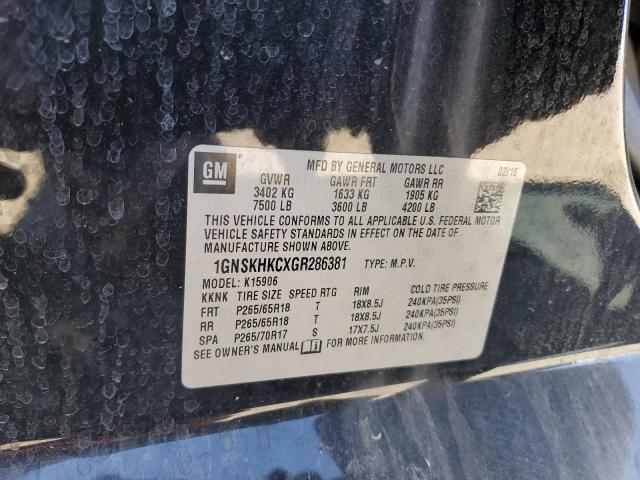 GM
MFD BY GENERAL MOTORS LLC 02/16
GVWR GAWR FRT GAWR RR
3402 KG 1633 KG 1905 KG
7500 LB 3600 LB 4200 LB
THIS VEHICLE CONFORMS TO ALL APPLICABLE U.S. FEDERAL MOTOR
VEHICLE SAFETY STANDARDS IN EFFECT ON THE DATE OF
MANUFACTURE SHOWN ABOVE.
1GNSKHKCXGR286381 TYPE: M.P.V.
MODEL: K15906
KKNK TIRE SIZE SPEED RTG RIM COLD TIRE PRESSURE
FRT P265/65R18 T 18X8.5J 240KPA(35PSI)
RR P265/65R18 T 18X8.5J 240KPA(35PSI)
SPA P265/70R17 S 17X7.5J 240KPA(35PSI)
SEE OWNER'S MANUAL FOR MORE INFORMATION.